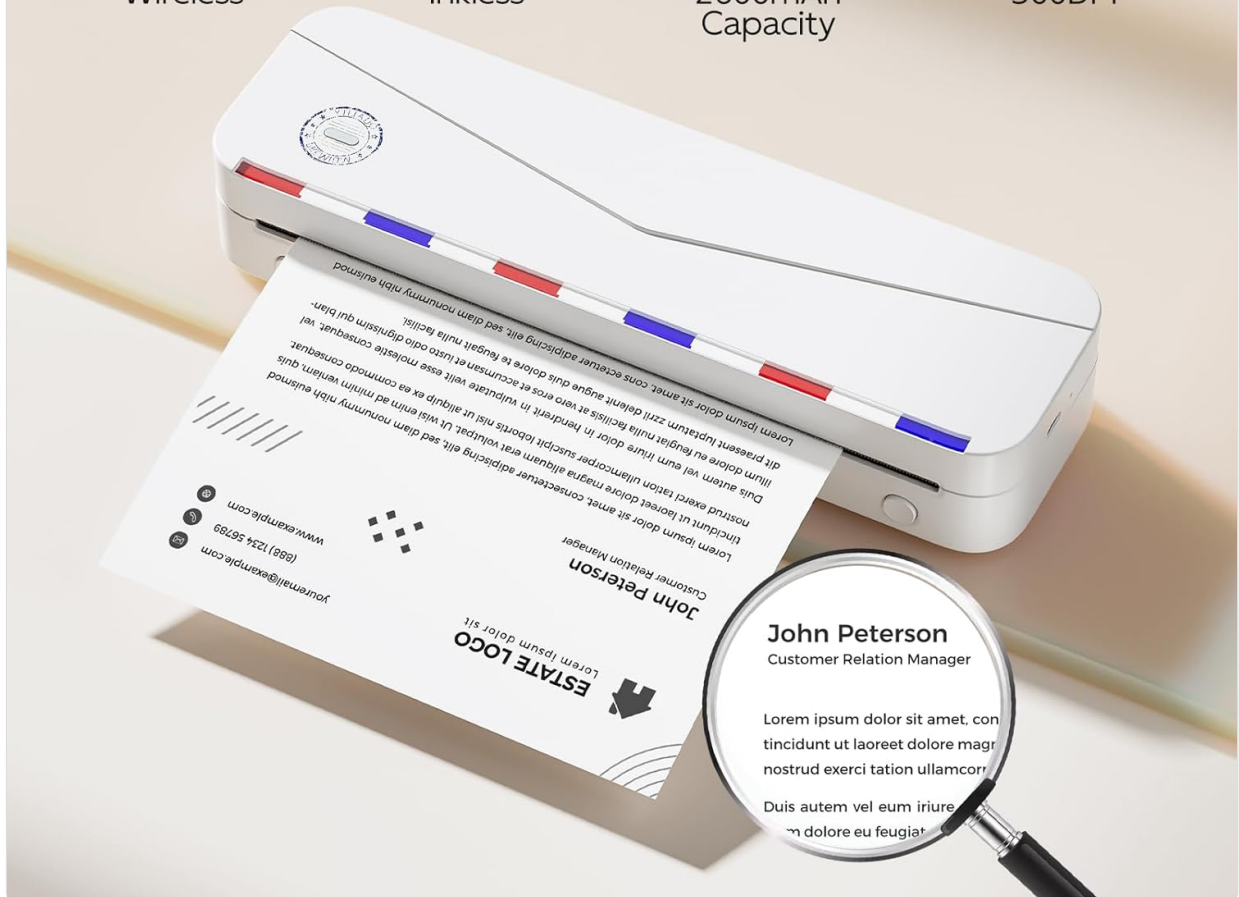 Wireless
Inkless
Capacity
Lorem ipsum dolor sit amet, cons ectetuer adipiscing elit, sed diam nonummy nibh euismod
dit praesent luptatum zzril delenit augue duis dolore te feugait nulla facilisi.
illum dolore eu feugiat nulla facilisis at vero eros et accumsan et iusto odio dignissim qui blan-
Duis autem vel eum iriure dolor in hendrerit in vulputate velit esse molestie consequat, vel
nostrud exerci tation ullamcorper suscipit lobortis nisl ut aliquip ex ea commodo consequat.
tincidunt ut laoreet dolore magna aliquam erat volutpat. Ut wisi enim ad minim veniam, quis
Lorem ipsum dolor sit amet, consectetuer adipiscing elit, sed diam nonummy nibh euismod
Customer Relation Manager
John Peterson
www.example.com
(888) 1234 56789
youremail@example.com
Lorem ipsum dolor sit
ESTATE LOGO
John Peterson
Customer Relation Manager
Lorem ipsum dolor sit amet, con
tincidunt ut laoreet dolore magn
nostrud exerci tation ullamcorp
Duis autem vel eum iriure
m dolore eu feugiat